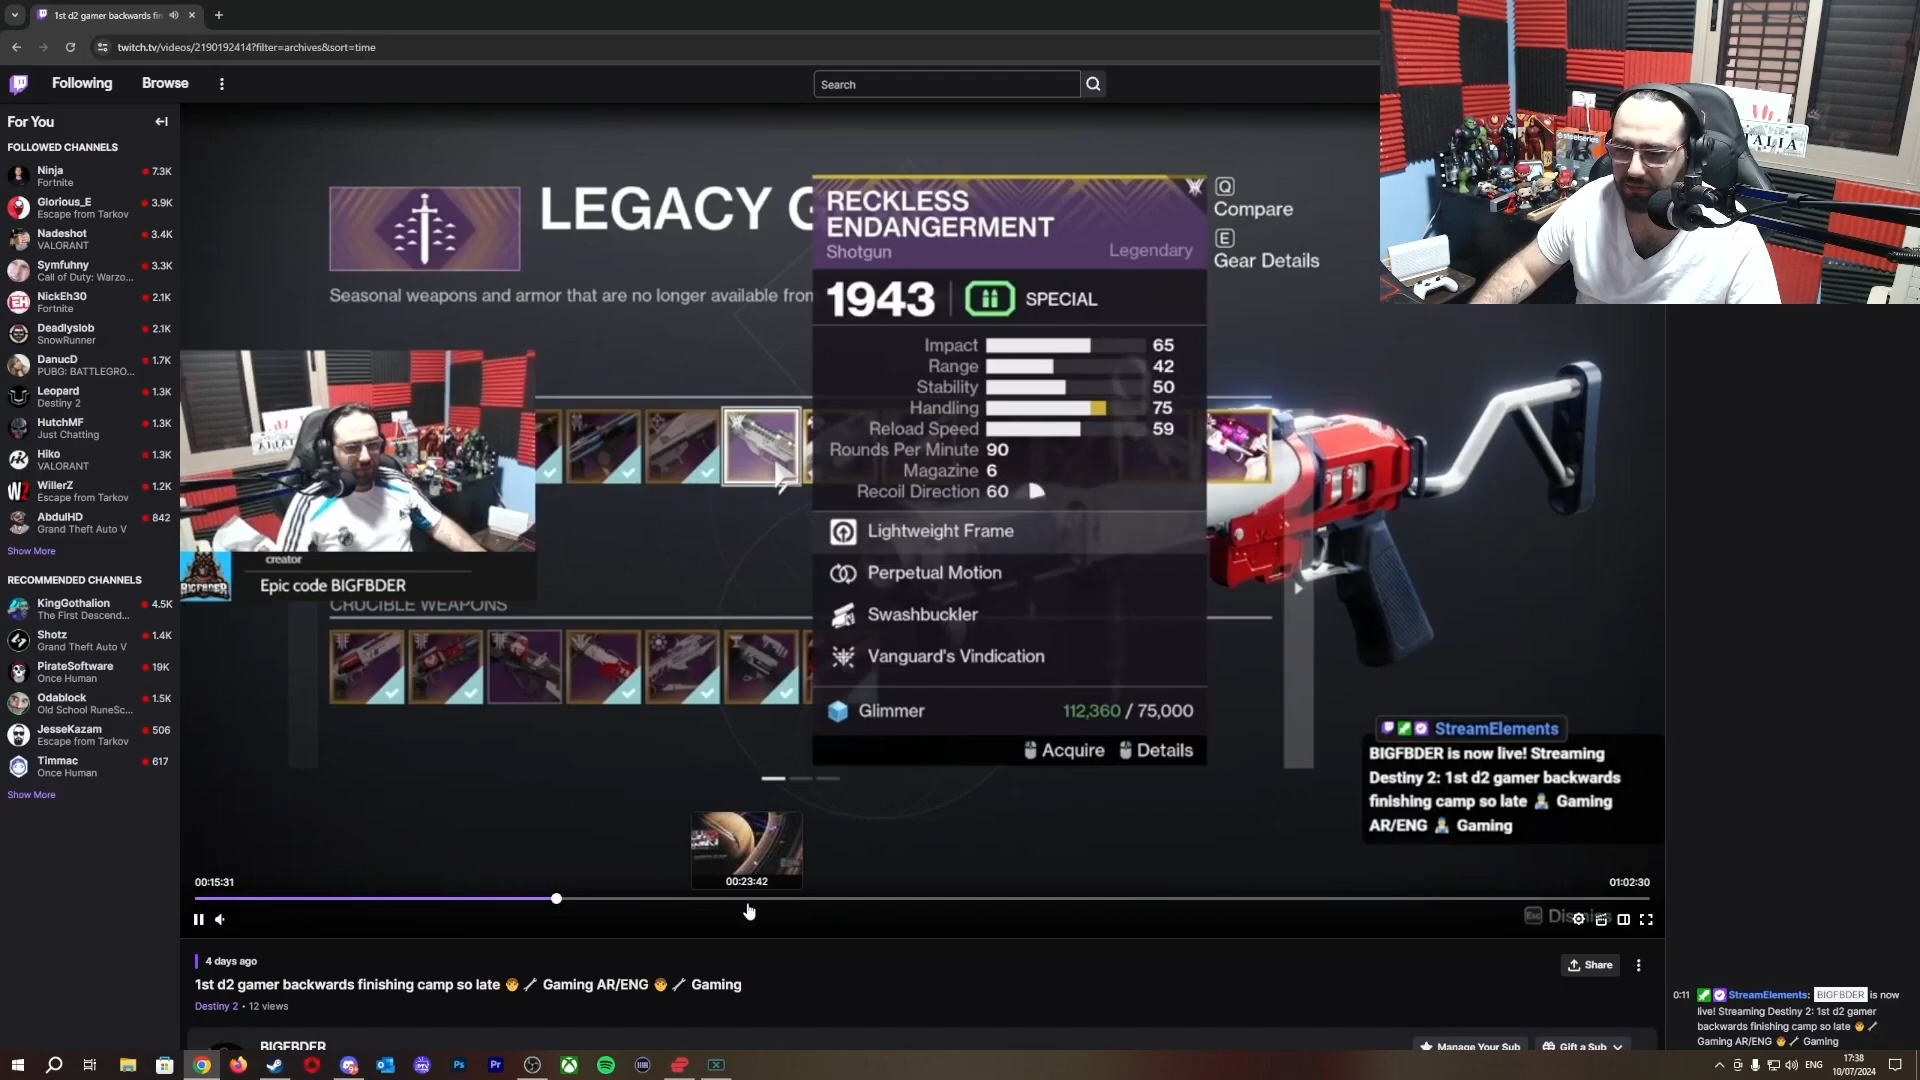 1st d2 gamer backwards fin
twitch.tv/videos/2190192414?filter=archives&sort=time
Following
Browse
Search
For You
FOLLOWED CHANNELS
Ninja
Fortnite
7.3K
Glorious_E
Escape from Tarkov
3.9K
Nadeshot
VALORANT
3.4K
Symfuhny
Call of Duty: Warzo...
3.3K
NickEh30
Fortnite
2.1K
Deadlyslob
SnowRunner
2.1K
DanucD
PUBG: BATTLEGRO...
1.7K
Leopard
Destiny 2
1.3K
HutchMF
Just Chatting
1.3K
Hiko
VALORANT
1.3K
WillerZ
Escape from Tarkov
1.2K
AbdulHD
Grand Theft Auto V
842
Show More
RECOMMENDED CHANNELS
KingGothalion
The First Descend...
4.5K
Shotz
Grand Theft Auto V
1.4K
PirateSoftware
Once Human
19K
Odablock
Old School RuneSc...
1.5K
JesseKazam
Escape from Tarkov
506
Timmac
Once Human
617
Show More
LEGACY G
Seasonal weapons and armor that are no longer available from
RECKLESS
ENDANGERMENT
Shotgun
Legendary
1943
SPECIAL
Impact 65
Range 42
Stability 50
Handling 75
Reload Speed 59
Rounds Per Minute 90
Magazine 6
Recoil Direction 60
Lightweight Frame
Perpetual Motion
Swashbuckler
Vanguard's Vindication
Glimmer 112,360 / 75,000
Acquire Details
Q
Compare
E
Gear Details
creator
Epic code BIGFBDER
BIGFBDER
CRUCIBLE WEAPONS
StreamElements
BIGFBDER is now live! Streaming
Destiny 2: 1st d2 gamer backwards
finishing camp so late Gaming
AR/ENG Gaming
00:23:42
00:15:31
01:02:30
Esc
4 days ago
1st d2 gamer backwards finishing camp so late Gaming AR/ENG Gaming
Destiny 2 • 12 views
Share
BIGFBDER
Manage Your Sub
Gift a Sub
0:11 StreamElements: BIGFBDER is now
live! Streaming Destiny 2: 1st d2 gamer
backwards finishing camp so late
Gaming AR/ENG Gaming
ENG
17:38
10/07/2024
ALIA
steelseries